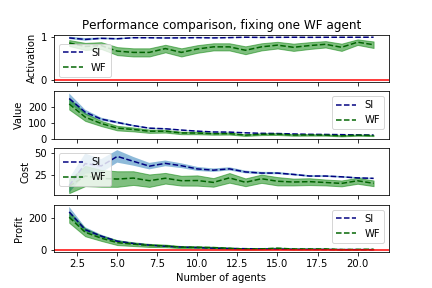 Performance comparison, fixing one WF agent
Activation
1
0
SI
WF
Value
200
100
0
SI
WF
Cost
50
25
SI
WF
Profit
200
0
SI
WF
2.5 5.0 7.5 10.0 12.5 15.0 17.5 20.0
Number of agents